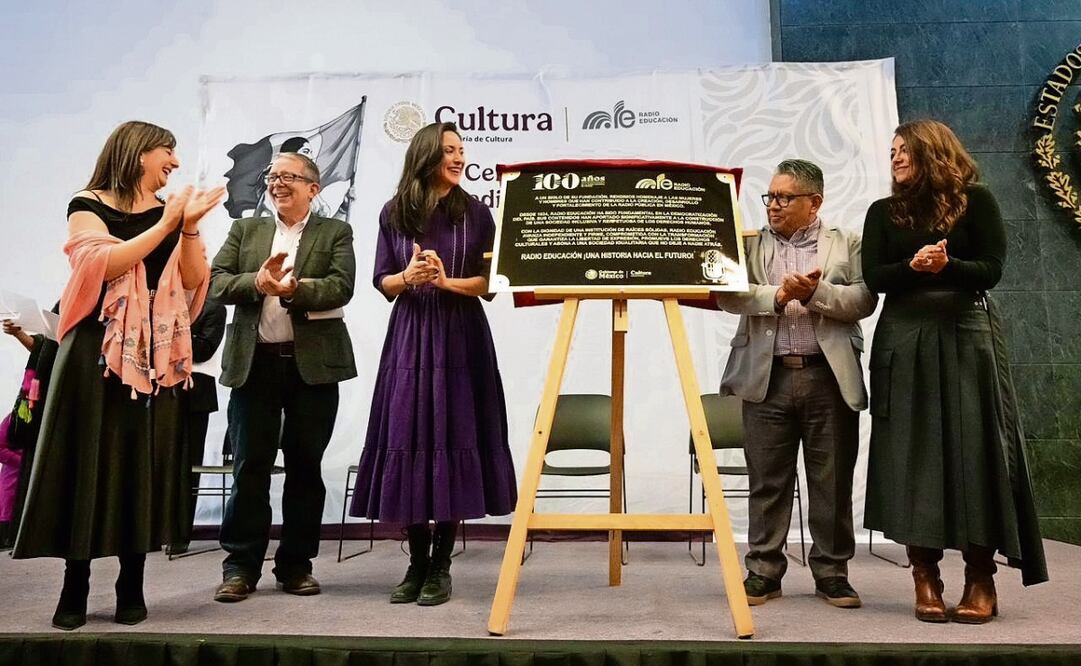 Cultura
ría de Cultura
RADIO
EDUCACIÓN
Ce
di
ESTADOS
100 años
RADIO EDUCACIÓN
A UN SIGLO DE SU FUNDACIÓN, RENDIMOS HONOR A LAS MUJERES
Y HOMBRES QUE HAN CONTRIBUIDO A LA CREACIÓN, DESARROLLO
Y FORTALECIMIENTO DE LA RADIO PÚBLICA EN MÉXICO.
DESDE 1924, RADIO EDUCACIÓN HA SIDO FUNDAMENTAL EN LA DEMOCRATIZACIÓN
DEL PAÍS. SUS CONTENIDOS HAN APORTADO SIGNIFICATIVAMENTE A LA CONSTRUCCIÓN
DE UNA SOCIEDAD INCLUSIVA Y RESPETUOSA DE LOS DERECHOS HUMANOS.
CON LA DIGNIDAD DE UNA INSTITUCIÓN DE RAÍCES SÓLIDAS, RADIO EDUCACIÓN
AVANZA INDEPENDIENTE Y FIRME, COMPROMETIDA CON LA TRANSFORMACIÓN
QUE GARANTIZA LA LIBERTAD DE EXPRESIÓN, PROMUEVE LOS DERECHOS
CULTURALES Y ABONA A UNA SOCIEDAD IGUALITARIA QUE NO DEJE A NADIE ATRÁS.
RADIO EDUCACIÓN ¡UNA HISTORIA HACIA EL FUTURO!
Gobierno de
México
Cultura